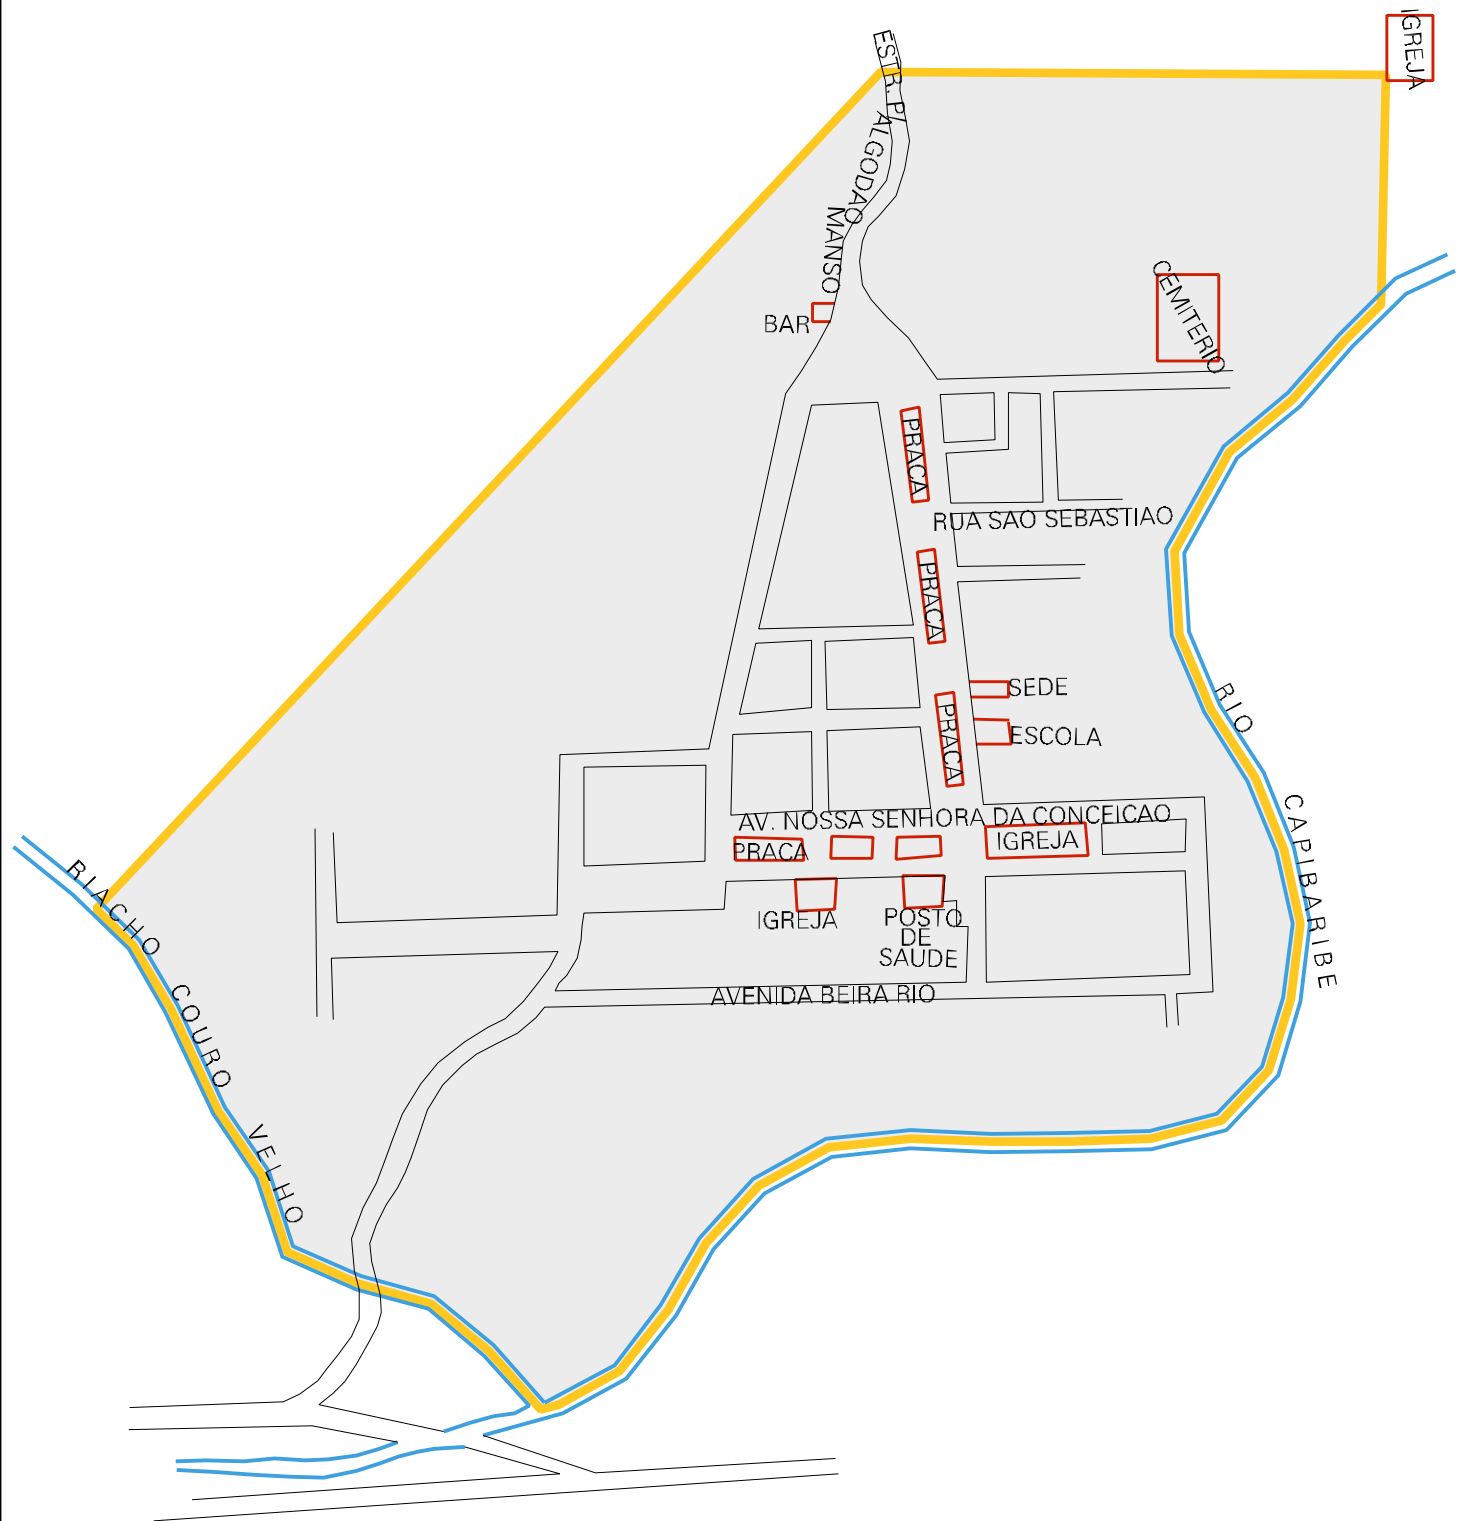 IGREJA
ESTR. P/
ALGODAO
MANSO
BAR
CEMITERIO
PRACA
RUA SAO SEBASTIAO
PRACA
SEDE
PRACA
ESCOLA
RIO
CAPIBARIBE
AV. NOSSA SENHORA DA CONCEICAO
PRACA
IGREJA
IGREJA
POSTO
DE
SAUDE
AVENIDA BEIRA RIO
RIACHO
COURO
VELHO